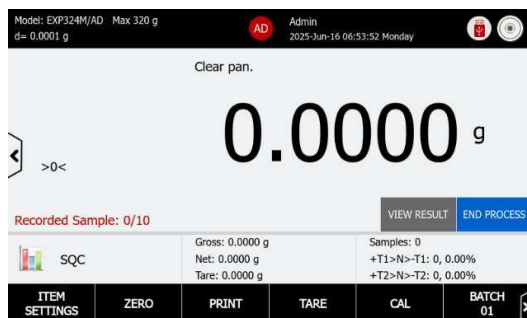 Model: EXP324M/AD Max 320 g
d= 0.0001 g
AD
Admin
2025-Jun-16 06:53:52 Monday
Clear pan.
0.0000 g
>0<
Recorded Sample: 0/10
VIEW RESULT
END PROCESS
SQC
Gross: 0.0000 g
Net: 0.0000 g
Tare: 0.0000 g
Samples: 0
+T1>N>-T1: 0, 0.00%
+T2>N>-T2: 0, 0.00%
ITEM
SETTINGS
ZERO
PRINT
TARE
CAL
BATCH
01